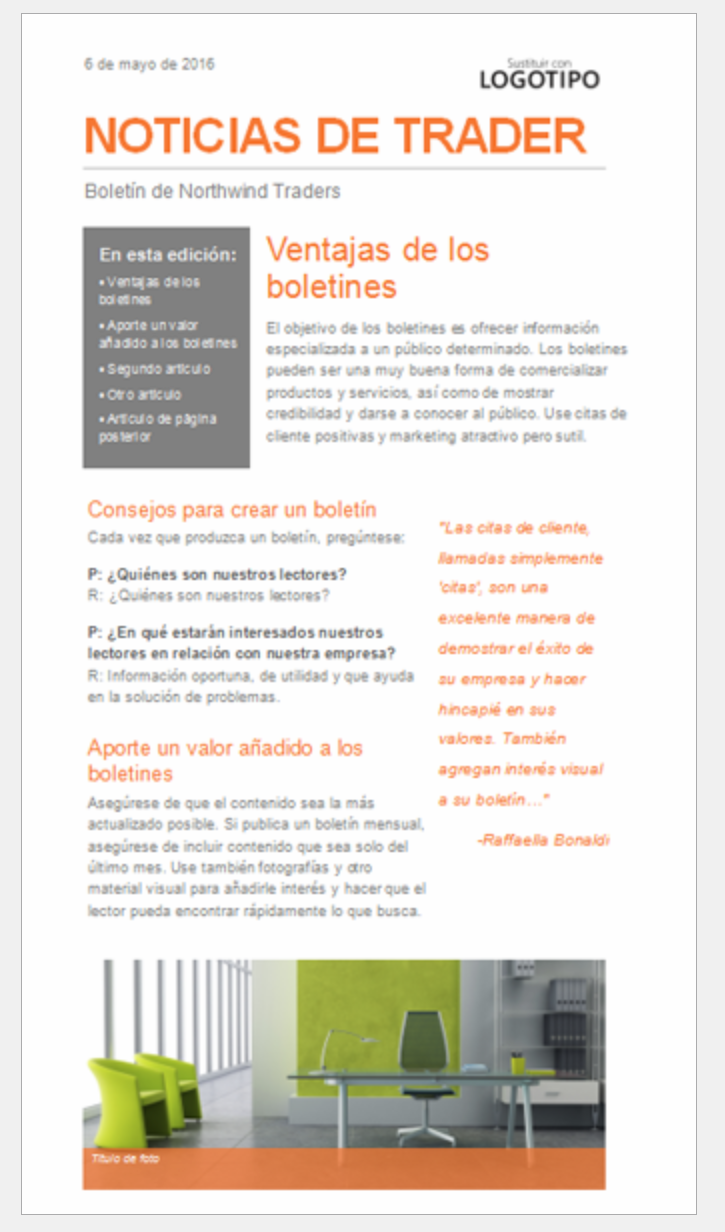 6 de mayo de 2016
Sustituir con
LOGOTIPO
NOTICIAS DE TRADER
Boletín de Northwind Traders
En esta edición:
• Ventajas de los
boletines
• Aporte un valor
añadido a los boletines
• Segundo artículo
• Otro artículo
• Artículo de página
posterior
Ventajas de los
boletines
El objetivo de los boletines es ofrecer información
especializada a un público determinado. Los boletines
pueden ser una muy buena forma de comercializar
productos y servicios, así como de mostrar
credibilidad y darse a conocer al público. Use citas de
cliente positivas y marketing atractivo pero sutil.
Consejos para crear un boletín
Cada vez que produzca un boletín, pregúntese:
P: ¿Quiénes son nuestros lectores?
R: ¿Quiénes son nuestros lectores?
P: ¿En qué estarán interesados nuestros
lectores en relación con nuestra empresa?
R: Información oportuna, de utilidad y que ayuda
en la solución de problemas.
Aporte un valor añadido a los
boletines
Asegúrese de que el contenido sea la más
actualizado posible. Si publica un boletín mensual,
asegúrese de incluir contenido que sea solo del
último mes. Use también fotografías y otro
material visual para añadirle interés y hacer que el
lector pueda encontrar rápidamente lo que busca.
"Las citas de cliente,
llamadas simplemente
'citas', son una
excelente manera de
demostrar el éxito de
su empresa y hacer
hincapié en sus
valores. También
agregan interés visual
a su boletín..."
-Raffaella Bonaldi
Título de foto